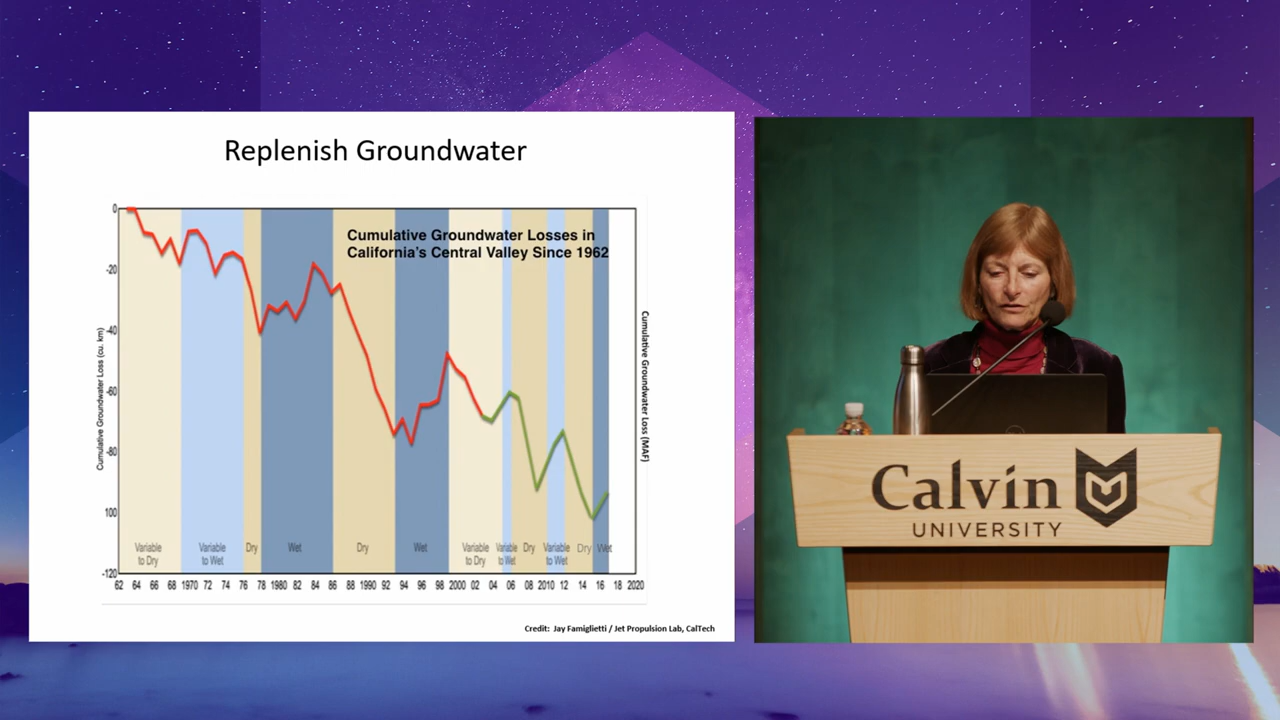 Replenish Groundwater
Cumulative Groundwater Losses in
California's Central Valley Since 1962
Cumulative Groundwater Loss (cu. km)
0
-20
-40
-60
-80
100
-120
Variable
to Dry
Variable
to Wet
Dry
Wet
Dry
Wet
Variable
to Dry
Variable
to Wet
Dry
Variable
to Wet
Dry
Wet
62 64 66 68 1970 72 74 76 78 1980 82 84 86 88 1990 92 94 96 98 2000 02 04 06 08 2010 12 14 16 18 2020
Cumulative Groundwater Loss (MAF)
Credit: Jay Famiglietti / Jet Propulsion Lab, CalTech
Calvin
UNIVERSITY